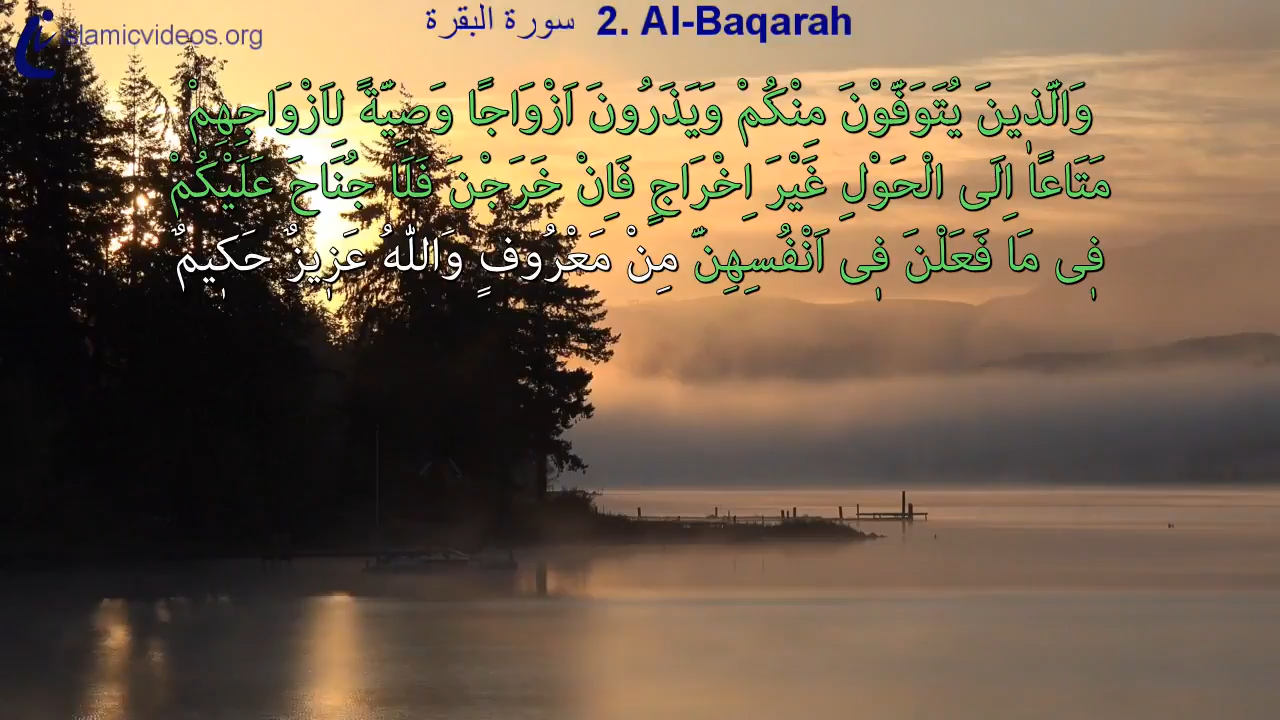 islamicvideos.org
سورة البقرة 2. Al-Baqarah
وَالَّذٖينَ يُتَوَفَّوْنَ مِنْكُمْ وَيَذَرُونَ اَزْوَاجًا وَصِيَّةً لِاَزْوَاجِهِمْ
مَتَاعًا اِلَى الْحَوْلِ غَيْرَ اِخْرَاجٍ فَاِنْ خَرَجْنَ فَلَا جُنَاحَ عَلَيْكُمْ
فٖى مَا فَعَلْنَ فٖى اَنْفُسِهِنَّ مِنْ مَعْرُوفٍ وَاللّٰهُ عَزٖيزٌ حَكٖيمٌ